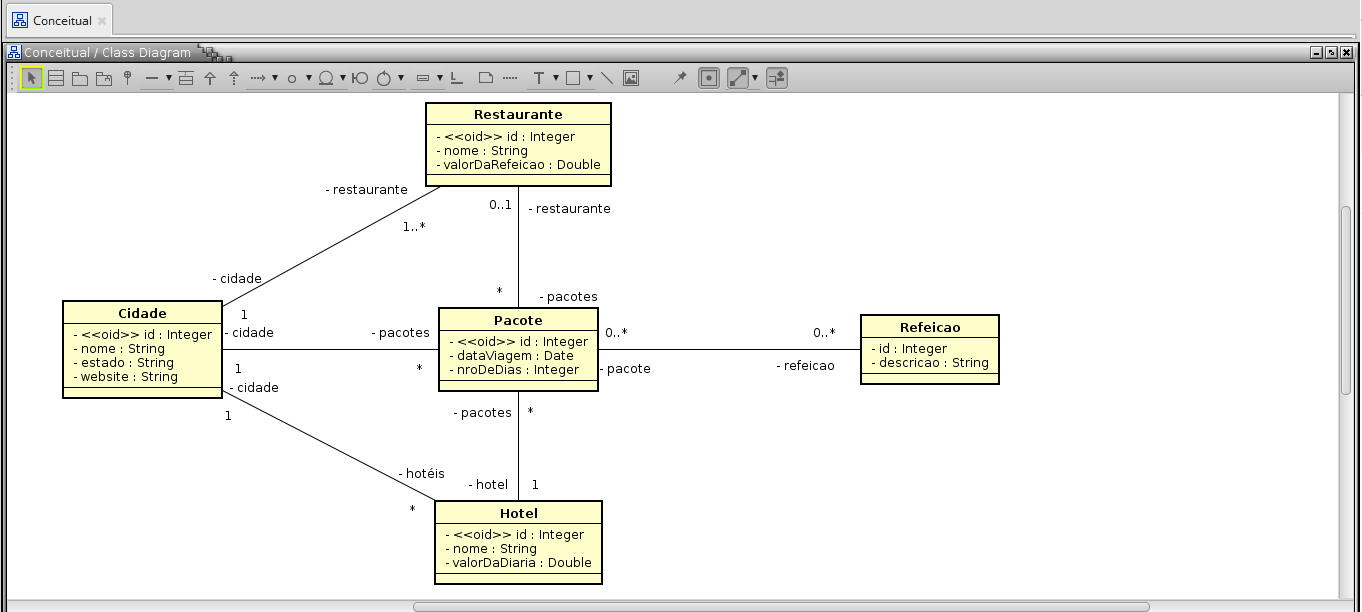 Conceitual
Conceitual / Class Diagram
T
Restaurante
- <<oid>> id : Integer
- nome : String
- valorDaRefeicao : Double
- restaurante
1..*
0..1
- restaurante
- cidade
1
*
- pacotes
Cidade
- <<oid>> id : Integer
- nome : String
- estado : String
- website : String
- cidade
1
- pacotes
*
Pacote
- <<oid>> id : Integer
- dataViagem : Date
- nroDeDias : Integer
0..*
- pacote
0..*
- refeicao
Refeicao
- id : Integer
- descricao : String
- cidade
1
- pacotes
*
- hotéis
*
- hotel
1
Hotel
- <<oid>> id : Integer
- nome : String
- valorDaDiaria : Double